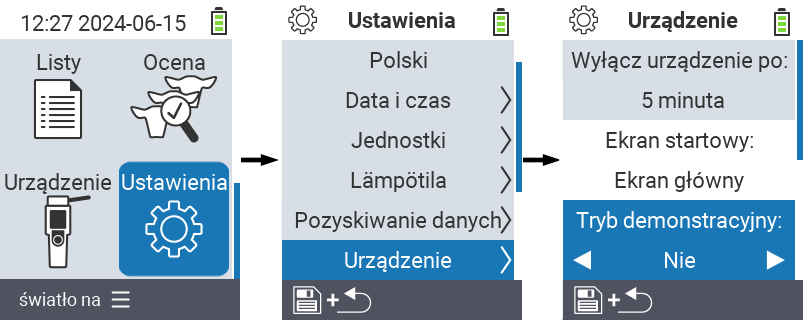 12:27 2024-06-15
Listy
Ocena
Urządzenie
Ustawienia
światło na
Ustawienia
Polski
Data i czas
Jednostki
Lämpötila
Pozyskiwanie danych
Urządzenie
+
Urządzenie
Wyłącz urządzenie po:
5 minuta
Ekran startowy:
Ekran główny
Tryb demonstracyjny:
Nie
+